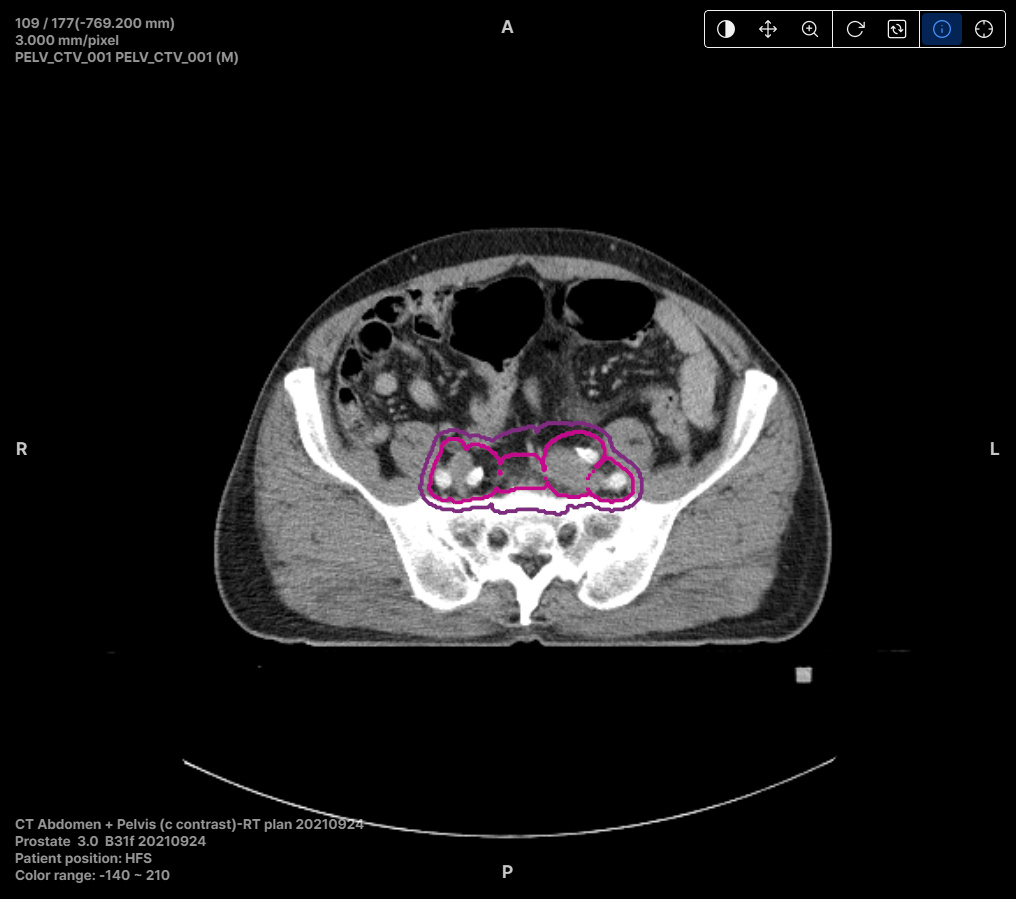 109 / 177(-769.200 mm)
3.000 mm/pixel
PELV_CTV_001 PELV_CTV_001 (M)
A
R
L
CT Abdomen + Pelvis (c contrast)-RT plan 20210924
Prostate 3.0 B31f 20210924
Patient position: HFS
Color range: -140 ~ 210
P